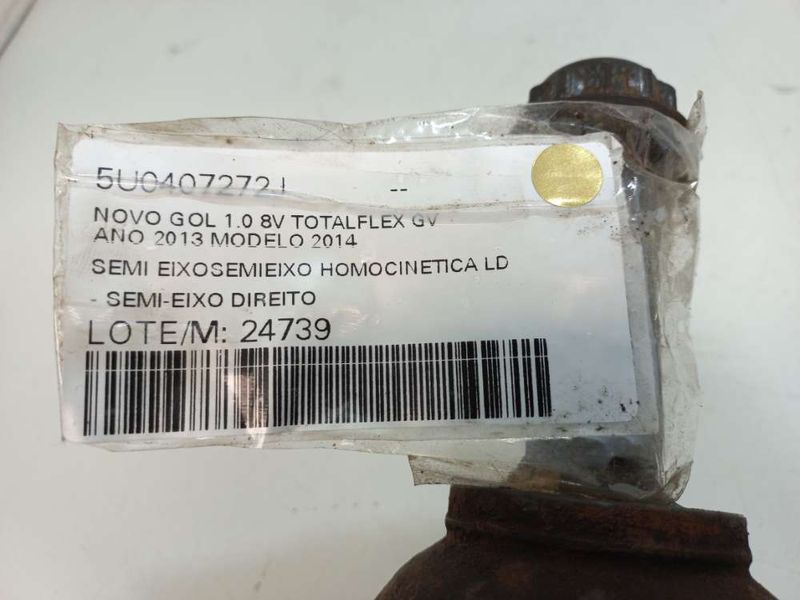 5U0407272J --
NOVO GOL 1.0 8V TOTALFLEX GV
ANO 2013 MODELO 2014
SEMI EIXOSEMIEIXO HOMOCINETICA LD
- SEMI-EIXO DIREITO
LOTE/M: 24739